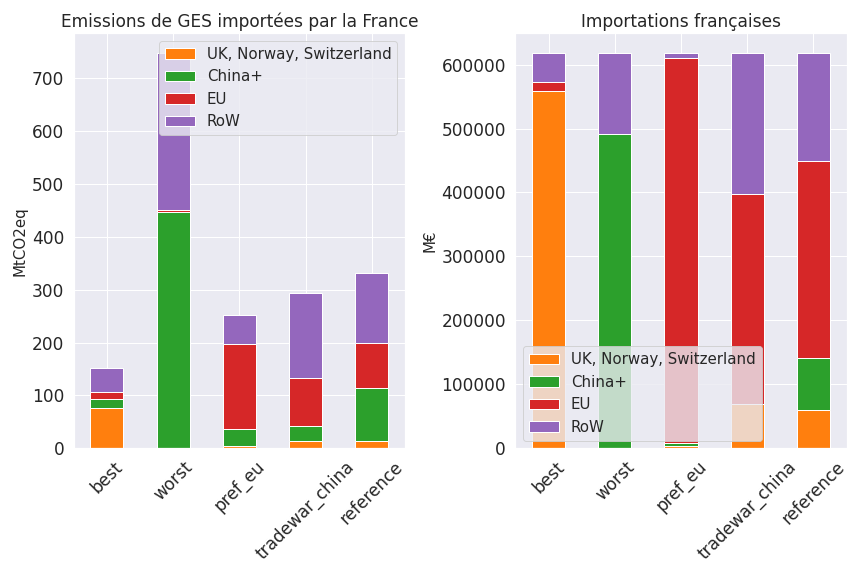 Emissions de GES importées par la France
MtCO2eq
700
600
500
400
300
200
100
0
UK, Norway, Switzerland
China+
EU
RoW
best
worst
pref_eu
tradewar_china
reference
Importations françaises
M€
600000
500000
400000
300000
200000
100000
0
UK, Norway, Switzerland
China+
EU
RoW
best
worst
pref_eu
tradewar_china
reference